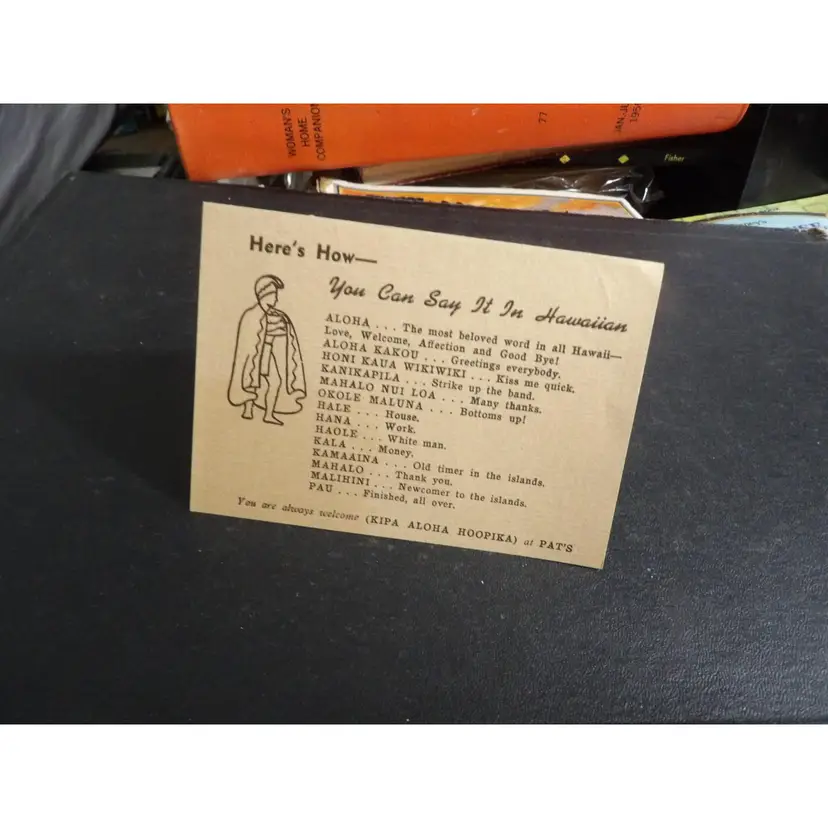 WOMAN'S
HOME
COMPANION
77
Fisher
Here's How—
You Can Say It In Hawaiian
ALOHA . . . The most beloved word in all Hawaii—
Love, Welcome, Affection and Good Bye!
ALOHA KAKOU . . . Greetings everybody.
HONI KAUA WIKIWIKI . . . Kiss me quick.
KANIKAPILA . . . Strike up the band.
MAHALO NUI LOA . . . Many thanks.
OKOLE MALUNA . . . Bottoms up!
HALE . . . House.
HANA . . . Work.
HAOLE . . . White man.
KALA . . . Money.
KAMAAINA . . . Old timer in the islands.
MAHALO . . . Thank you.
MALIHINI . . . Newcomer to the islands.
PAU . . . Finished, all over.
You are always welcome (KIPA ALOHA HOOPIKA) at PAT'S